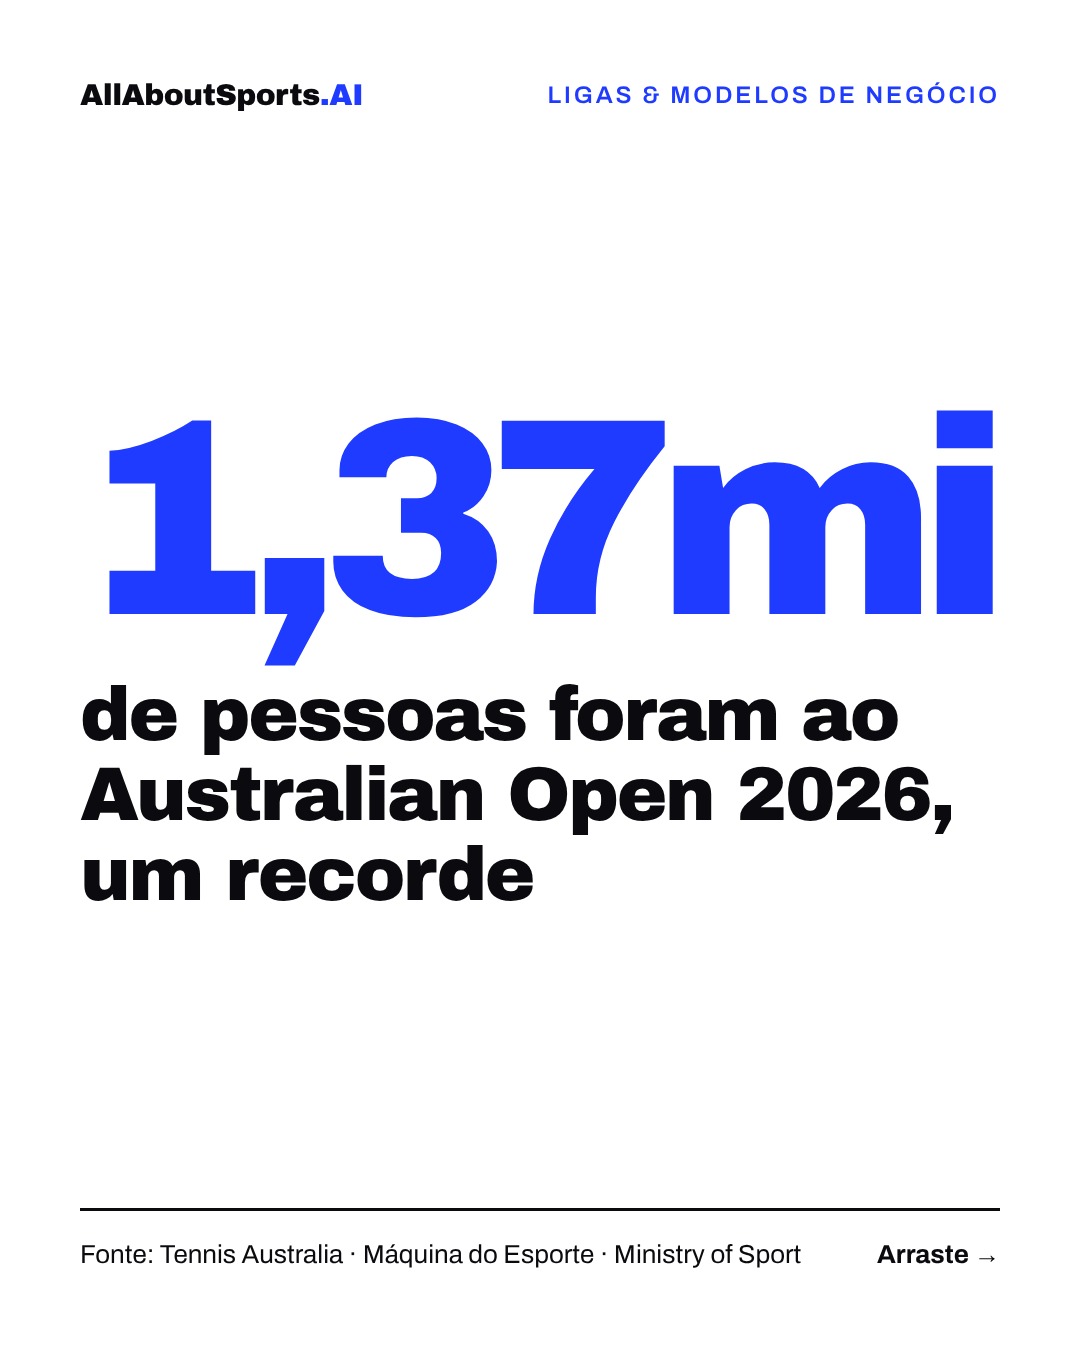 AllAboutSports.AI
LIGAS & MODELOS DE NEGÓCIO
1,37mi
de pessoas foram ao
Australian Open 2026,
um recorde
Fonte: Tennis Australia · Máquina do Esporte · Ministry of Sport
Arraste →